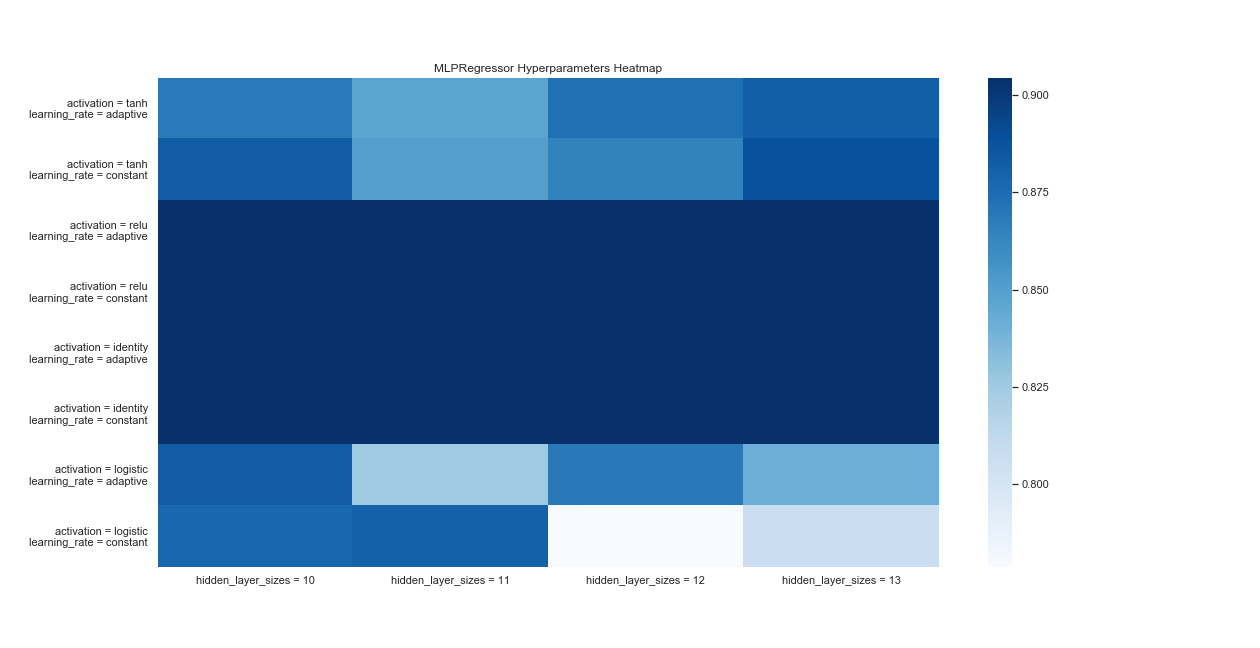 MLPRegressor Hyperparameters Heatmap
activation = tanh
learning_rate = adaptive
activation = tanh
learning_rate = constant
activation = relu
learning_rate = adaptive
activation = relu
learning_rate = constant
activation = identity
learning_rate = adaptive
activation = identity
learning_rate = constant
activation = logistic
learning_rate = adaptive
activation = logistic
learning_rate = constant
hidden_layer_sizes = 10
hidden_layer_sizes = 11
hidden_layer_sizes = 12
hidden_layer_sizes = 13
0.900
0.875
0.850
0.825
0.800